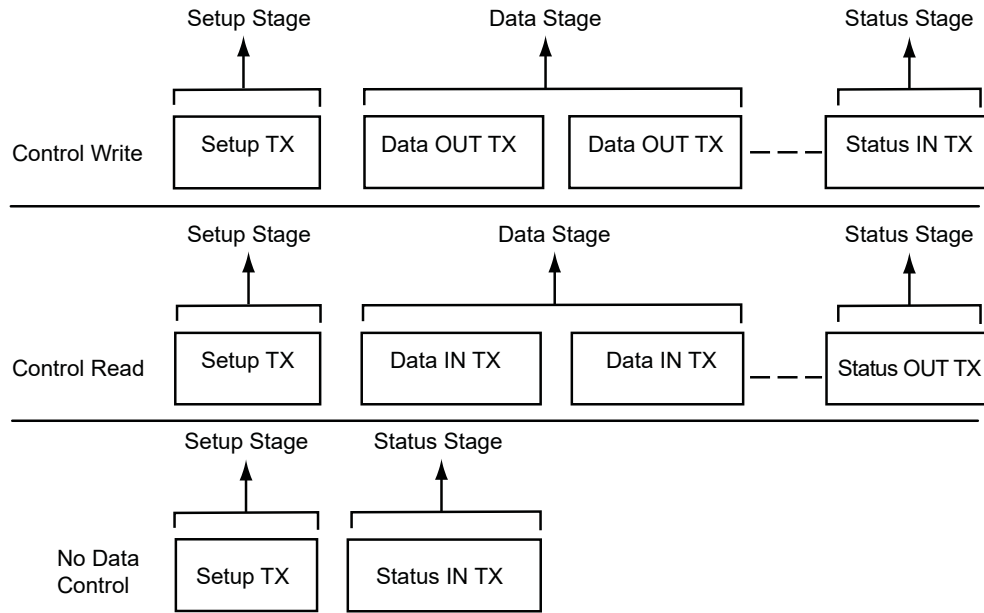 Setup Stage Data Stage Status Stage
Control Write Setup TX Data OUT TX Data OUT TX Status IN TX
Setup Stage Data Stage Status Stage
Control Read Setup TX Data IN TX Data IN TX Status OUT TX
Setup Stage Status Stage
No Data
Control Setup TX Status IN TX